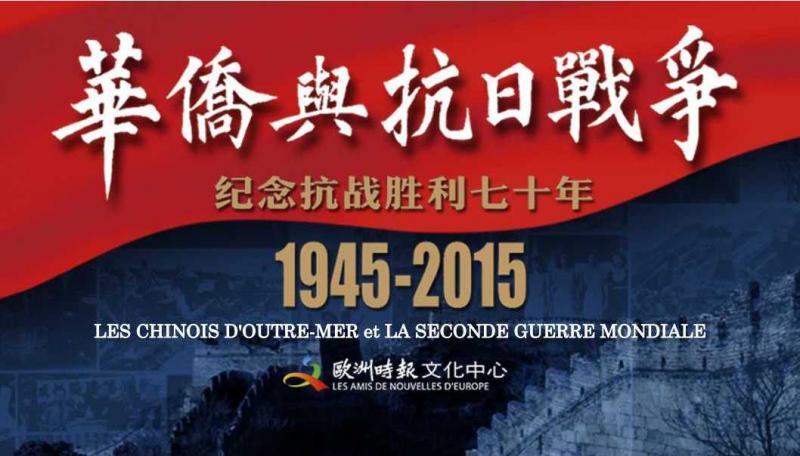 華僑與抗日戰爭
纪念抗战胜利七十年
1945-2015
LES CHINOIS D'OUTRE-MER et LA SECONDE GUERRE MONDIALE
歐洲時報文化中心
LES AMIS DE NOUVELLES D'EUROPE